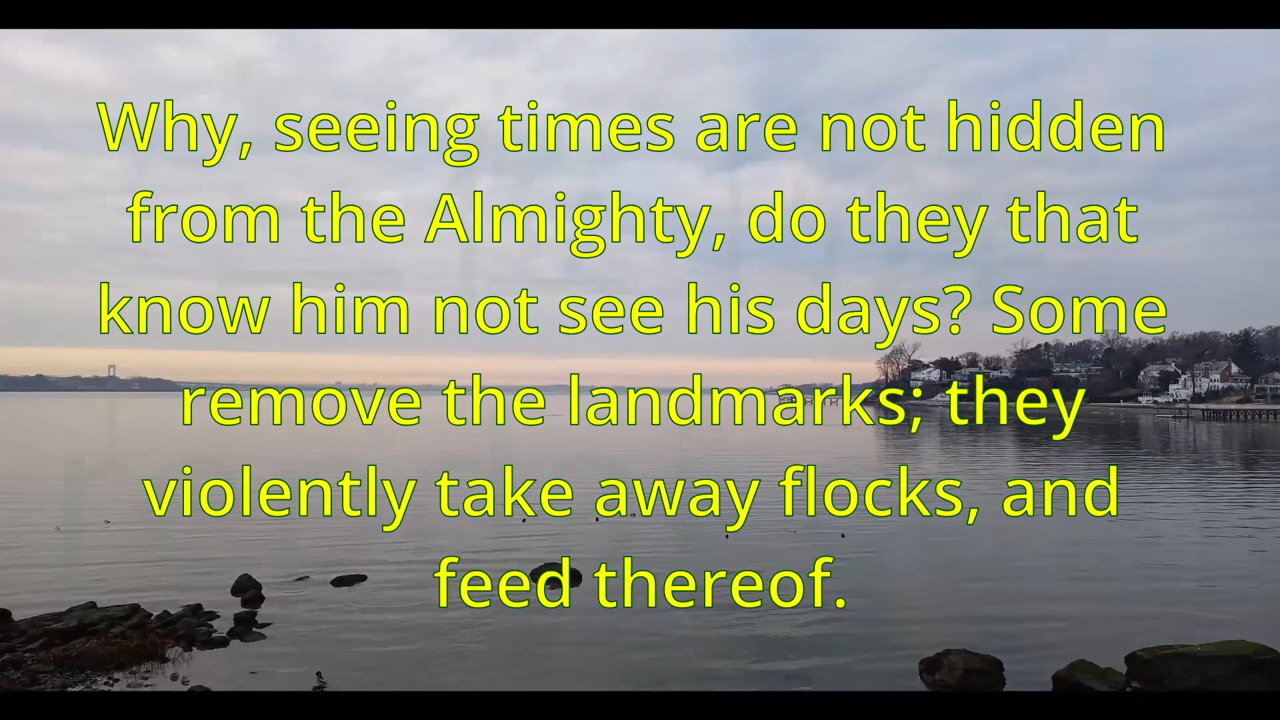 Why, seeing times are not hidden
from the Almighty, do they that
know him not see his days? Some
remove the landmarks; they
violently take away flocks, and
feed thereof.